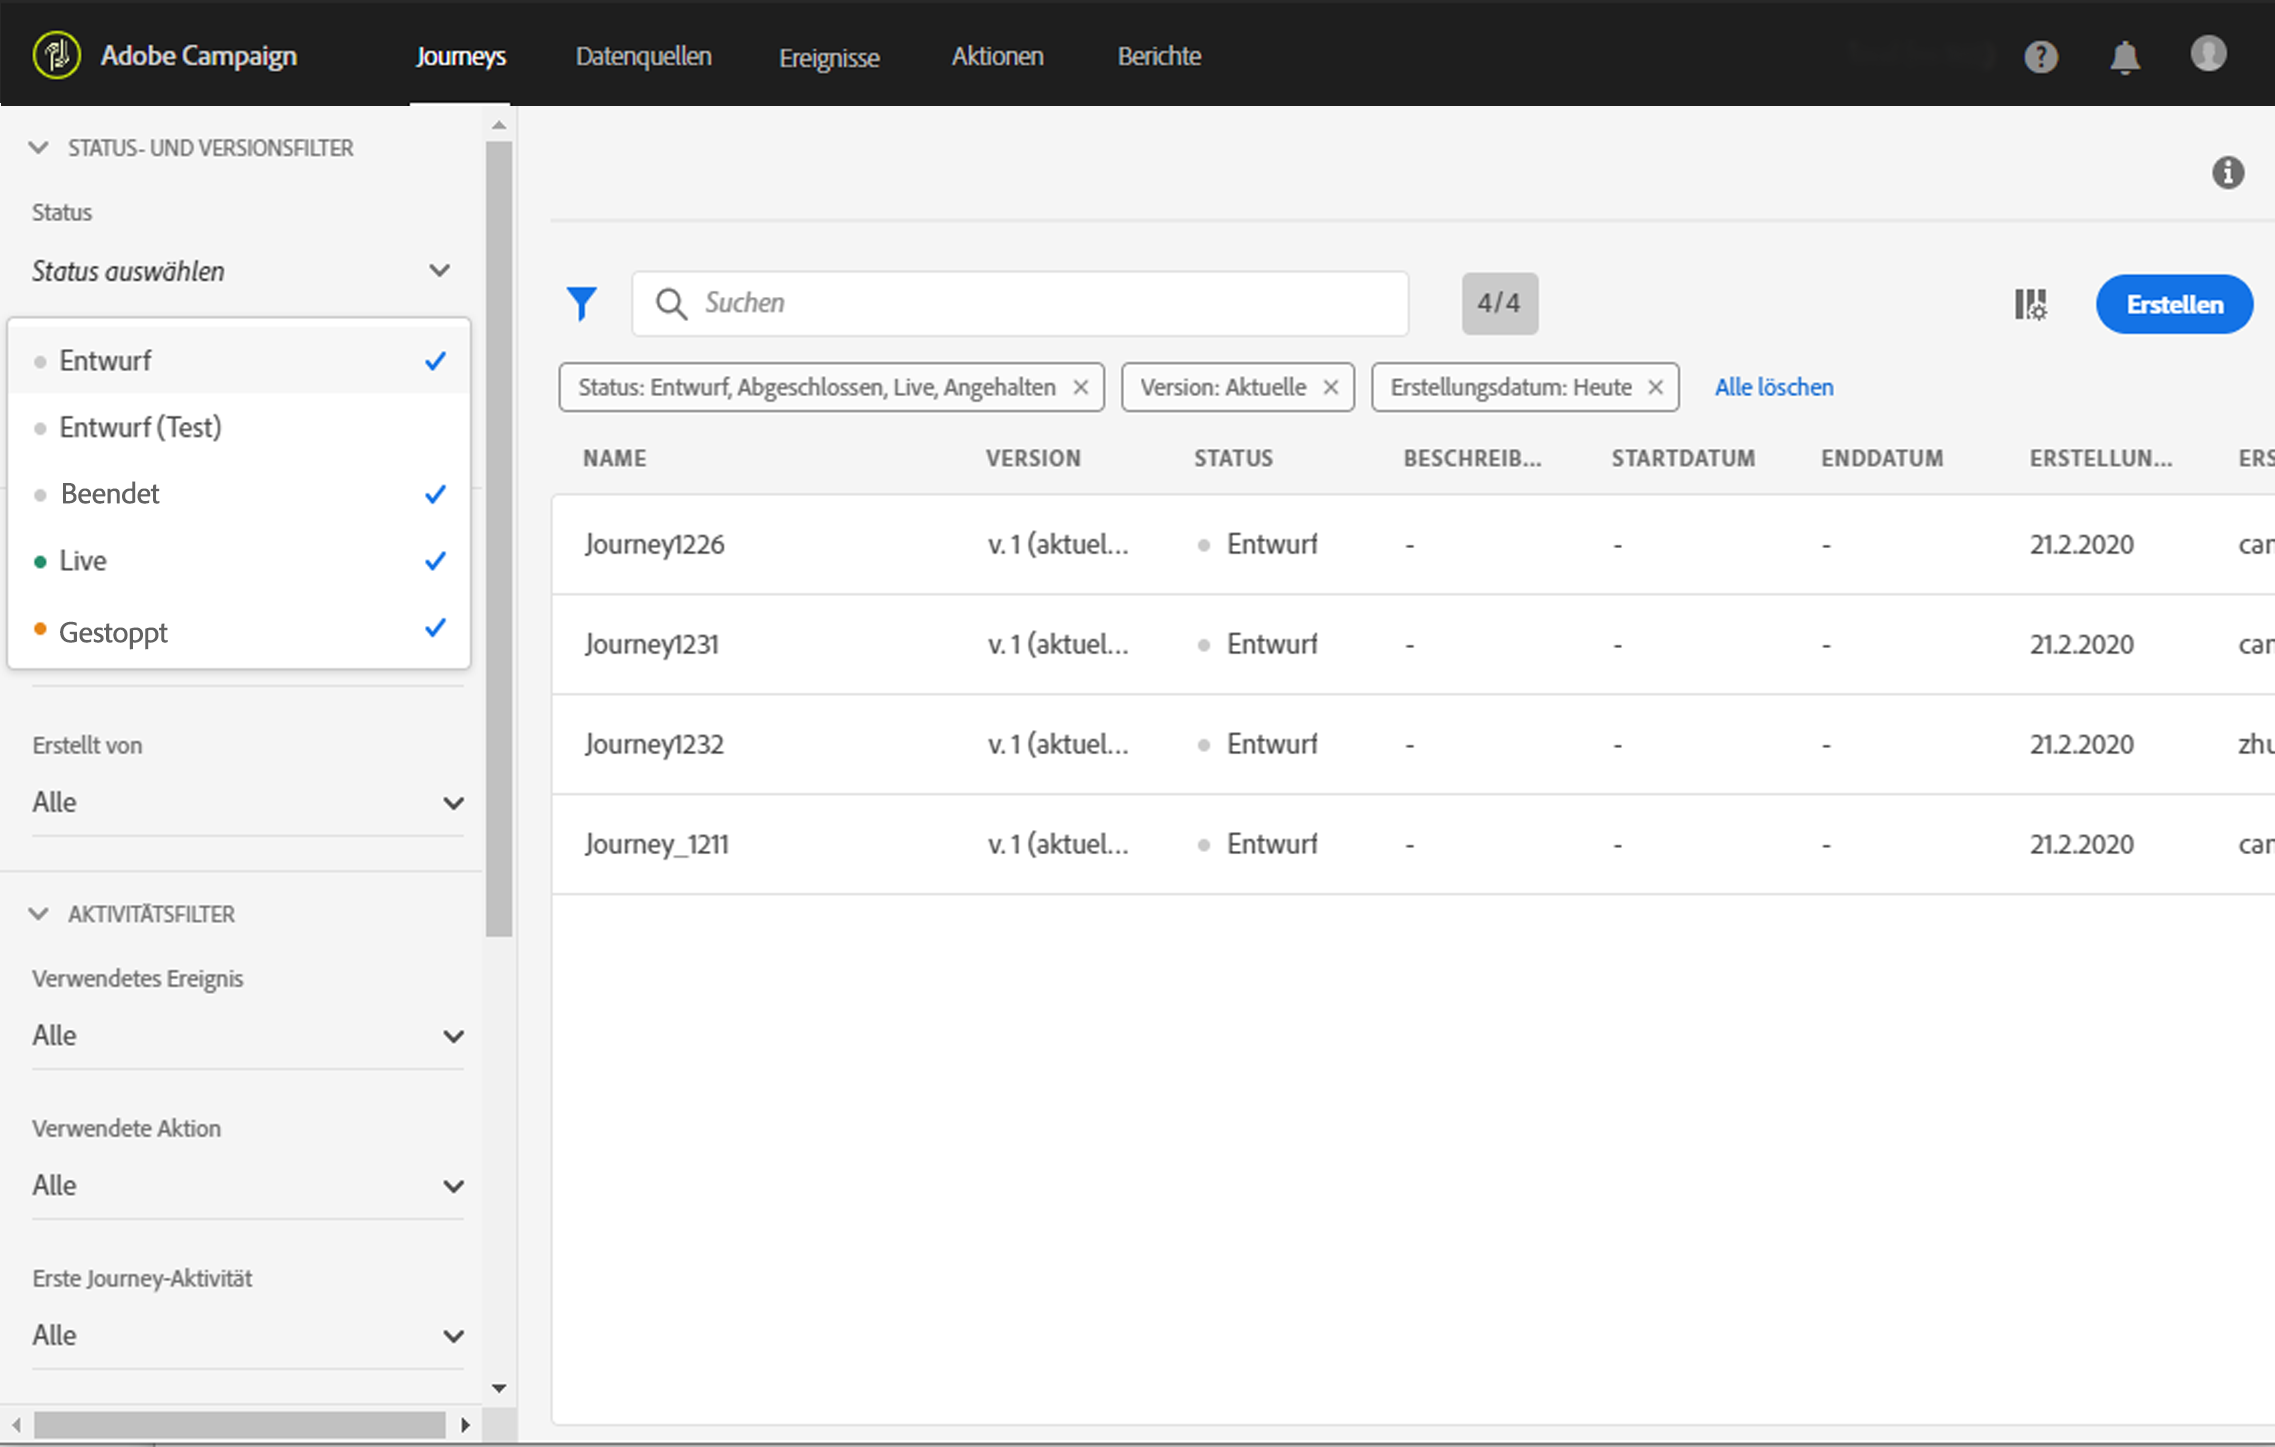 Adobe Campaign Journeys Datenquellen Ereignisse Aktionen Berichte
STATUS- UND VERSIONSFILTER
Status
Status auswählen
Entwurf
Entwurf (Test)
Beendet
Live
Gestoppt
Erstellt von
Alle
AKTIVITÄTSFILTER
Verwendetes Ereignis
Alle
Verwendete Aktion
Alle
Erste Journey-Aktivität
Alle
Suchen 4/4 Erstellen
Status: Entwurf, Abgeschlossen, Live, Angehalten Version: Aktuelle Erstellungsdatum: Heute Alle löschen
NAME VERSION STATUS BESCHREIB... STARTDATUM ENDDATUM ERSTELLUN... ERS
Journey1226 v. 1 (aktuel... Entwurf - - - 21.2.2020 can
Journey1231 v. 1 (aktuel... Entwurf - - - 21.2.2020 can
Journey1232 v. 1 (aktuel... Entwurf - - - 21.2.2020 zhu
Journey_1211 v. 1 (aktuel... Entwurf - - - 21.2.2020 can